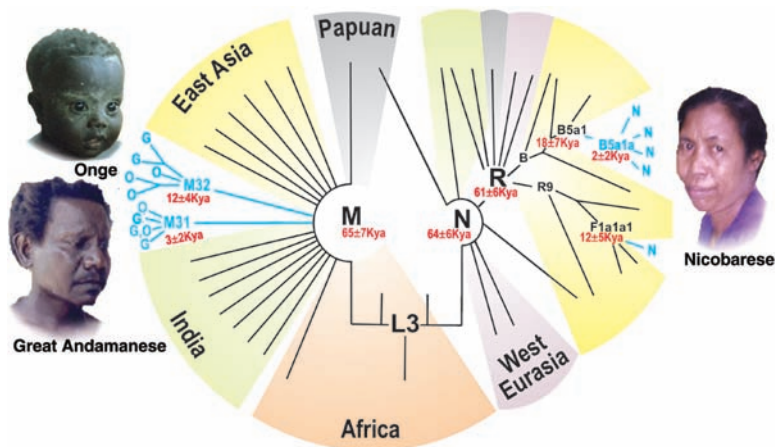 Papuan
East Asia
Onge
G
G
G
O
O
O
M32
12±4Kya
O
G
O
G
O
G
M31
3±2Kya
Great Andamanese
India
M
65±7Kya
N
64±6Kya
R
61±6Kya
L3
Africa
West
Eurasia
B
B5a1
18±7Kya
B5a1a
2±2Kya
N
N
N
N
N
R9
F1a1a1
12±5Kya
N
Nicobarese